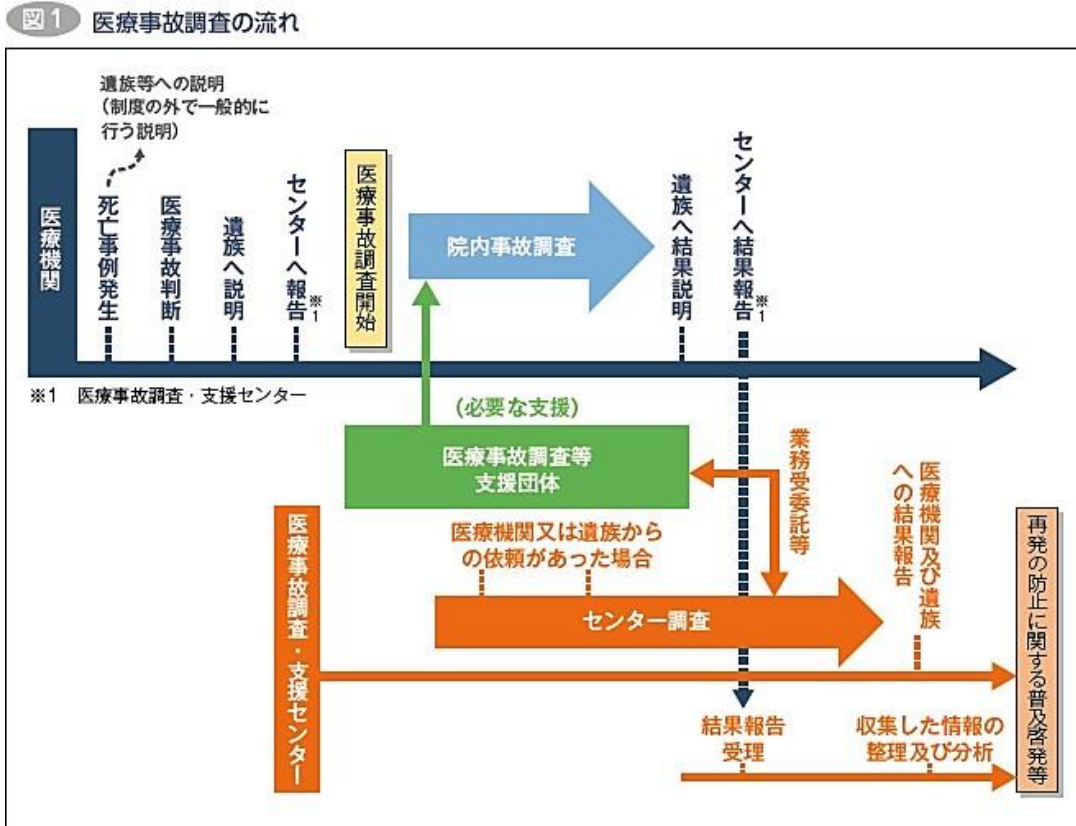 図1 医療事故調査の流れ
遺族等への説明
(制度の外で一般的に
行う説明)
医療機関
死亡事例発生
医療事故判断
遺族へ説明
センターへ報告※1
医療事故調査開始
院内事故調査
遺族へ結果説明
センターへ結果報告※1
※1 医療事故調査・支援センター
(必要な支援)
医療事故調査等
支援団体
業務受委託等
医療機関及び遺族
への結果報告
医療事故調査・支援センター
医療機関又は遺族から
の依頼があった場合
センター調査
結果報告
受理
収集した情報の
整理及び分析
再発の防止に関する普及啓発等